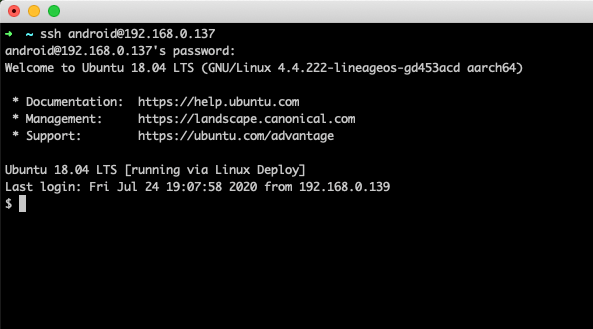 ➜  ~ ssh android@192.168.0.137
android@192.168.0.137's password:
Welcome to Ubuntu 18.04 LTS (GNU/Linux 4.4.222-lineageos-gd453acd aarch64)

 * Documentation:  https://help.ubuntu.com
 * Management:     https://landscape.canonical.com
 * Support:        https://ubuntu.com/advantage

Ubuntu 18.04 LTS [running via Linux Deploy]
Last login: Fri Jul 24 19:07:58 2020 from 192.168.0.139
$